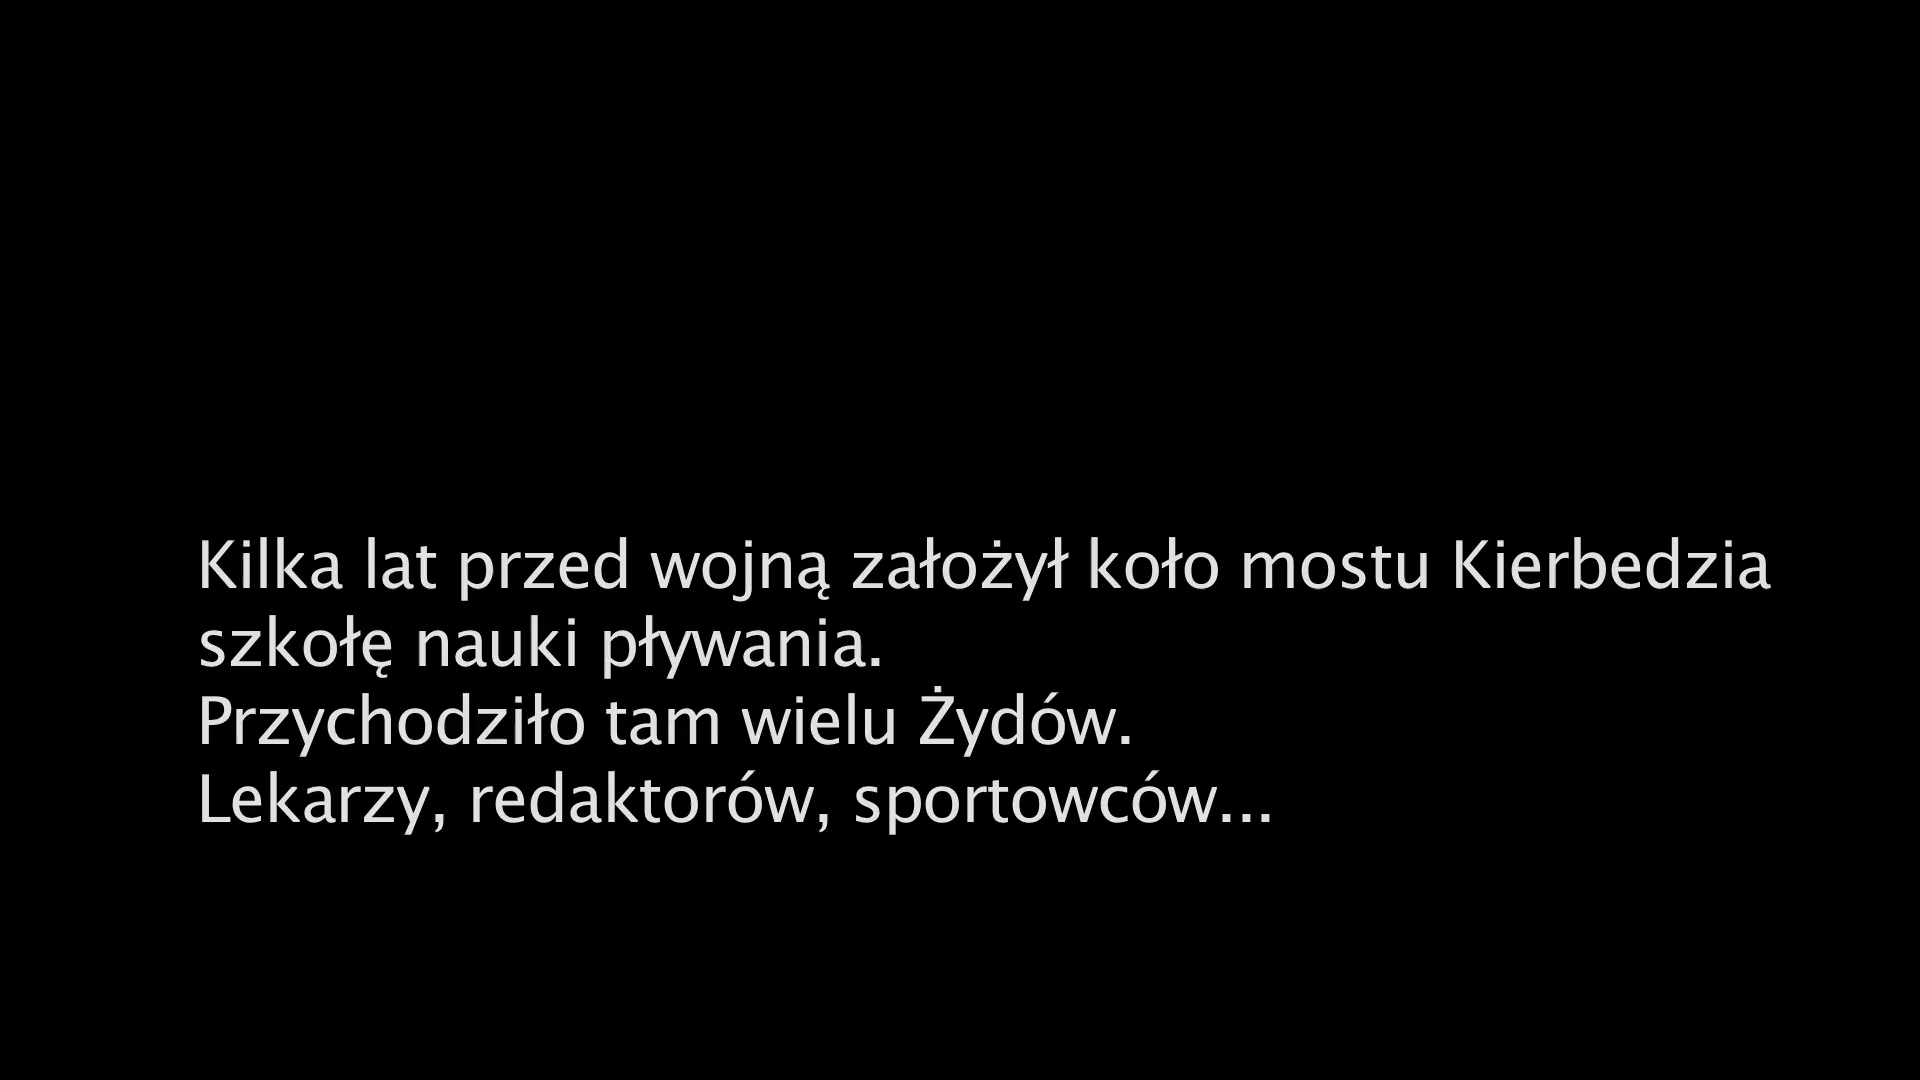 Kilka lat przed wojną założył koło mostu Kierbedzia
szkołę nauki pływania.
Przychodziło tam wielu Żydów.
Lekarzy, redaktorów, sportowców...